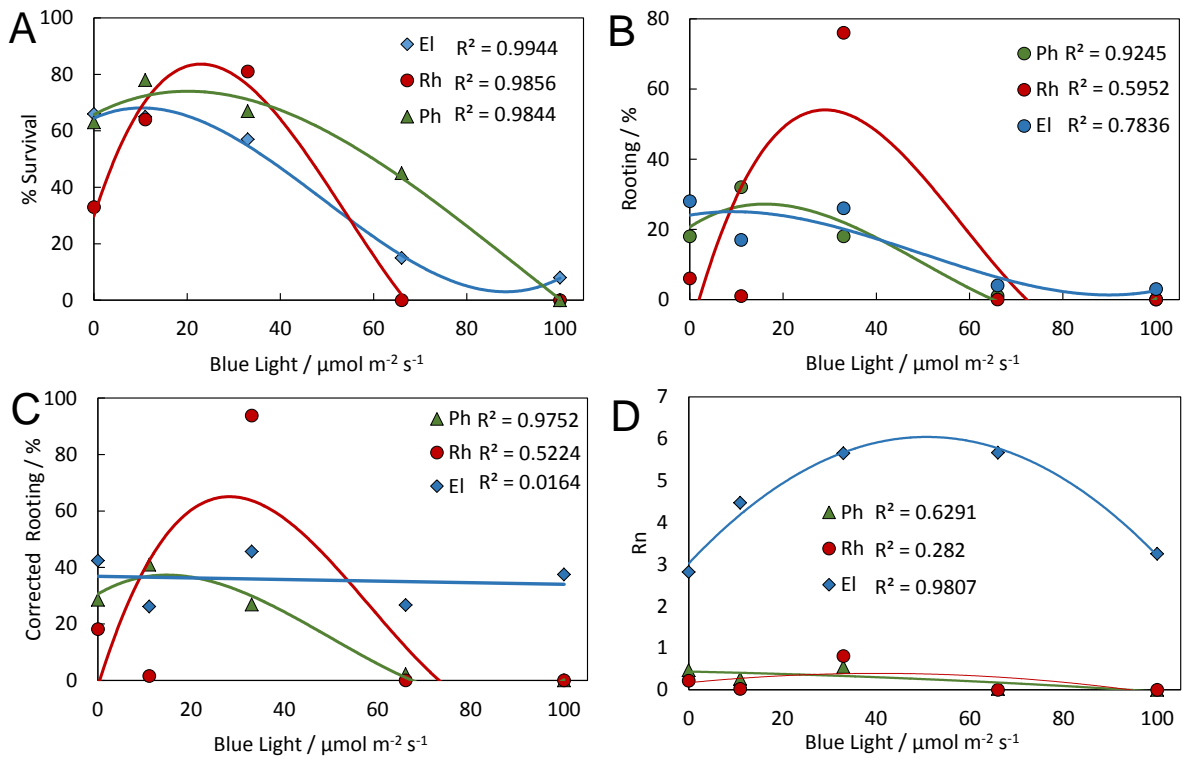 A
100%
80%
60%
40%
20%
0%
% Survival
0 20 40 60 80 100
Blue Light / µmol m⁻² s⁻¹
El R² = 0.9944
Rh R² = 0.9856
Ph R² = 0.9844
B
80
60
40
20
0
Rooting / %
0 20 40 60 80 100
Blue Light / µmol m⁻² s⁻¹
Ph R² = 0.9245
Rh R² = 0.5952
El R² = 0.7836
C
100
80
60
40
20
0
Corrected Rooting / %
0 20 40 60 80 100
Blue Light / µmol m⁻² s⁻¹
Ph R² = 0.9752
Rh R² = 0.5224
El R² = 0.0164
D
7
6
5
4
3
2
1
0
Rn
0 20 40 60 80 100
Blue Light / µmol m⁻² s⁻¹
Ph R² = 0.6291
Rh R² = 0.282
El R² = 0.9807